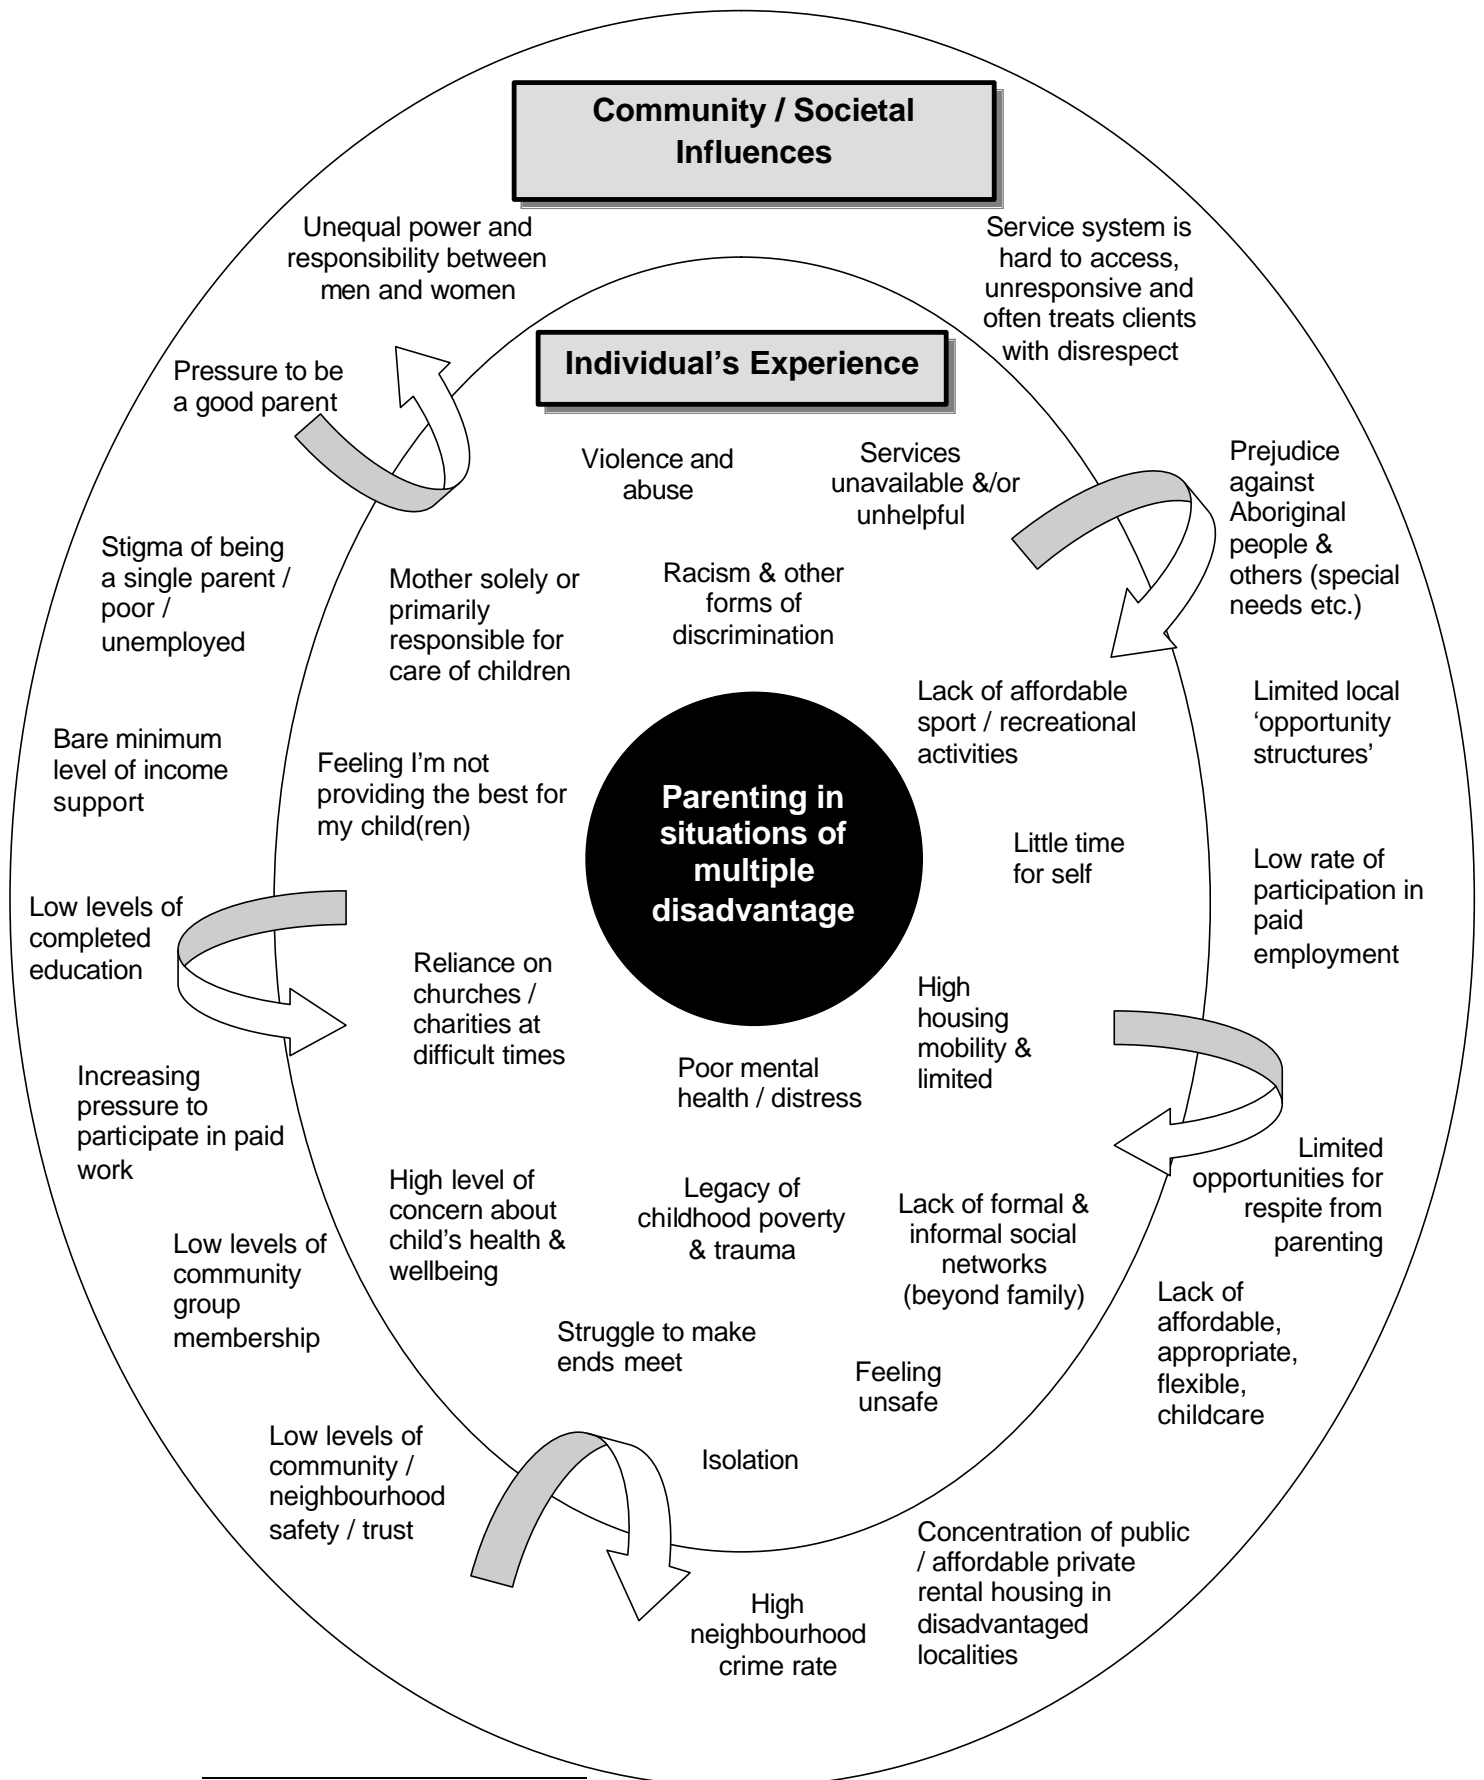 Community / Societal
Influences
Unequal power and
responsibility between
men and women
Service system is
hard to access,
unresponsive and
often treats clients
with disrespect
Individual’s Experience
Pressure to be
a good parent
Violence and
abuse
Services
unavailable &/or
unhelpful
Prejudice
against
Aboriginal
people &
others (special
needs etc.)
Stigma of being
a single parent /
poor /
unemployed
Mother solely or
primarily
responsible for
care of children
Racism & other
forms of
discrimination
Lack of affordable
sport / recreational
activities
Limited local
‘opportunity
structures’
Bare minimum
level of income
support
Feeling I’m not
providing the best for
my child(ren)
Parenting in
situations of
multiple
disadvantage
Little time
for self
Low rate of
participation in
paid
employment
Low levels of
completed
education
Reliance on
churches /
charities at
difficult times
High
housing
mobility &
limited
Poor mental
health / distress
Increasing
pressure to
participate in paid
work
Limited
opportunities for
respite from
parenting
High level of
concern about
child’s health &
wellbeing
Legacy of
childhood poverty
& trauma
Lack of formal &
informal social
networks
(beyond family)
Low levels of
community
group
membership
Lack of
affordable,
appropriate,
flexible,
childcare
Struggle to make
ends meet
Feeling
unsafe
Low levels of
community /
neighbourhood
safety / trust
Isolation
Concentration of public
/ affordable private
rental housing in
disadvantaged
localities
High
neighbourhood
crime rate